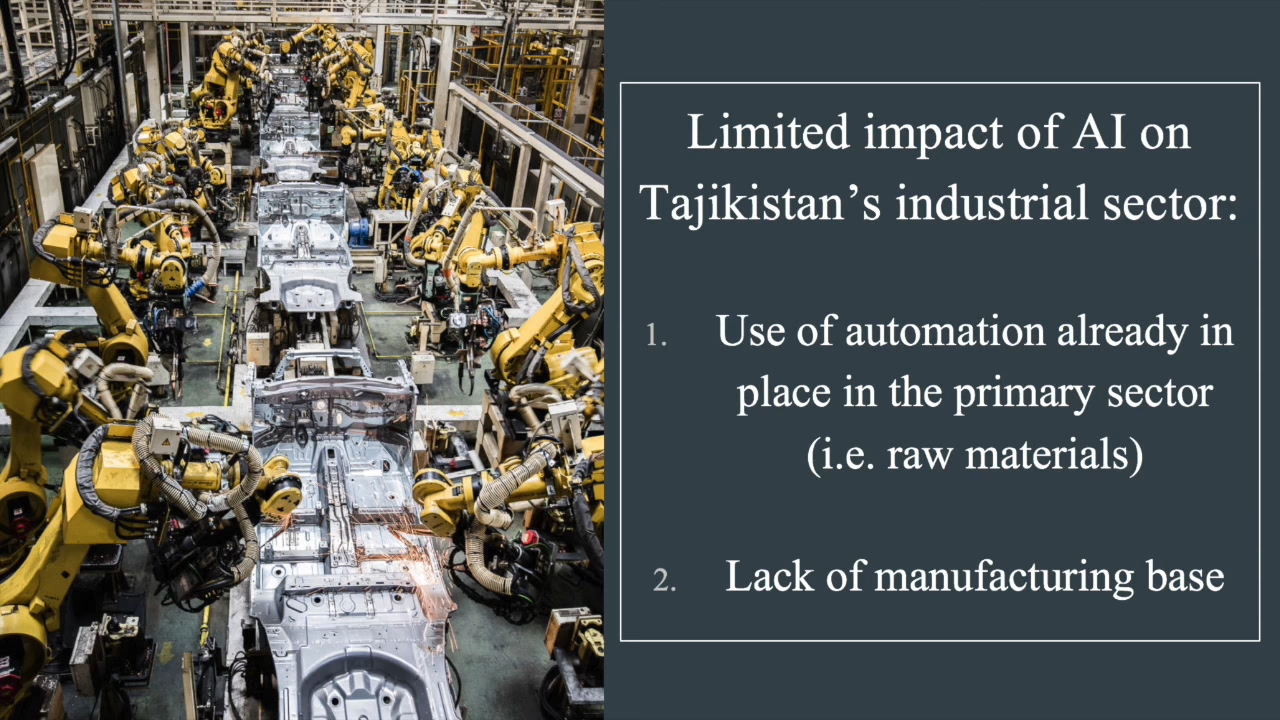 Limited impact of AI on
Tajikistan’s industrial sector:
1. Use of automation already in
place in the primary sector
(i.e. raw materials)
2. Lack of manufacturing base